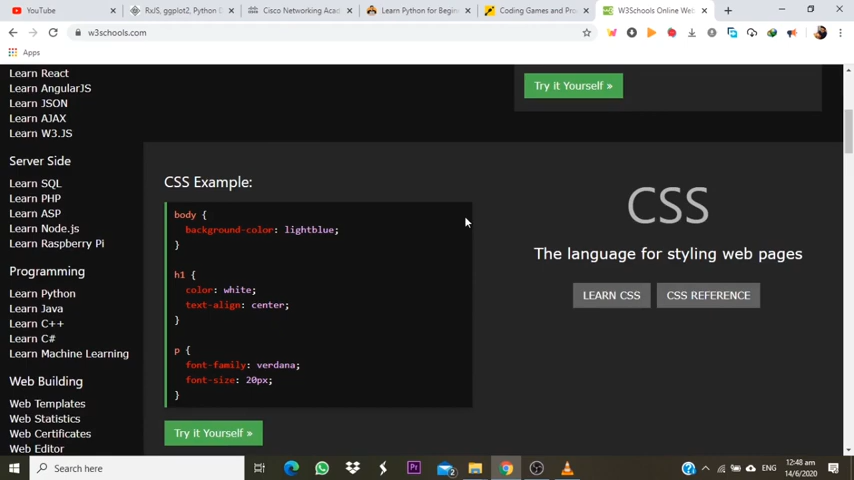 YouTube
RxJS, ggplot2, Python D
Cisco Networking Aca
Learn Python for Begin
Coding Games and Pro
W3Schools Online Web
w3schools.com
Apps
Learn React
Learn AngularJS
Learn JSON
Learn AJAX
Learn W3.JS
Server Side
Learn SQL
Learn PHP
Learn ASP
Learn Node.js
Learn Raspberry Pi
Programming
Learn Python
Learn Java
Learn C++
Learn C#
Learn Machine Learning
Web Building
Web Templates
Web Statistics
Web Certificates
Web Editor
Try it Yourself »
CSS Example:
body {
background-color: lightblue;
}
h1 {
color: white;
text-align: center;
}
p {
font-family: verdana;
font-size: 20px;
}
Try it Yourself »
CSS
The language for styling web pages
LEARN CSS
CSS REFERENCE
Search here
Pr
2
ENG
12:48 am
14/6/2020